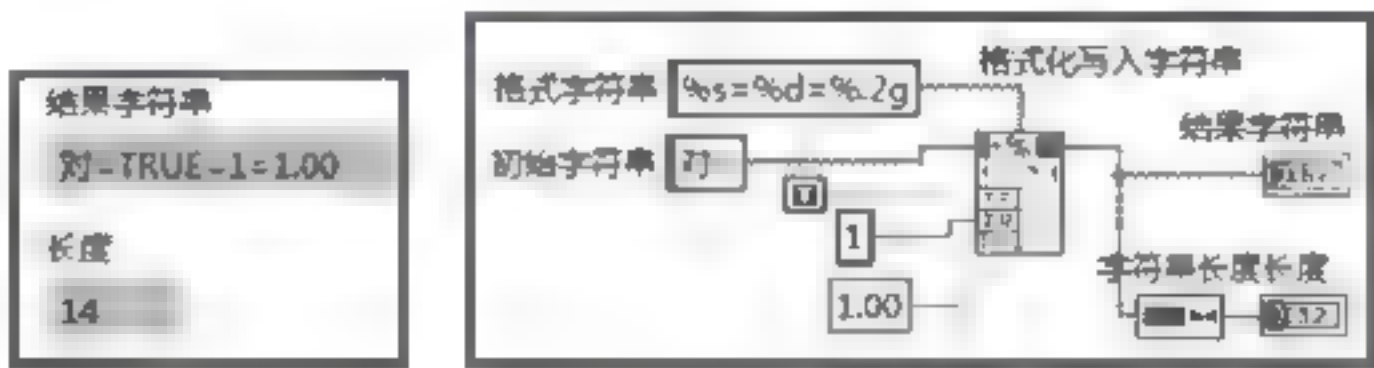 结果字符串
对=TRUE=1=1.00
长度
14
格式化写入字符串
格式字符串
%s=%d=%.2g
结果字符串
初始字符串
对
T
1
字符串长度长度
1.00